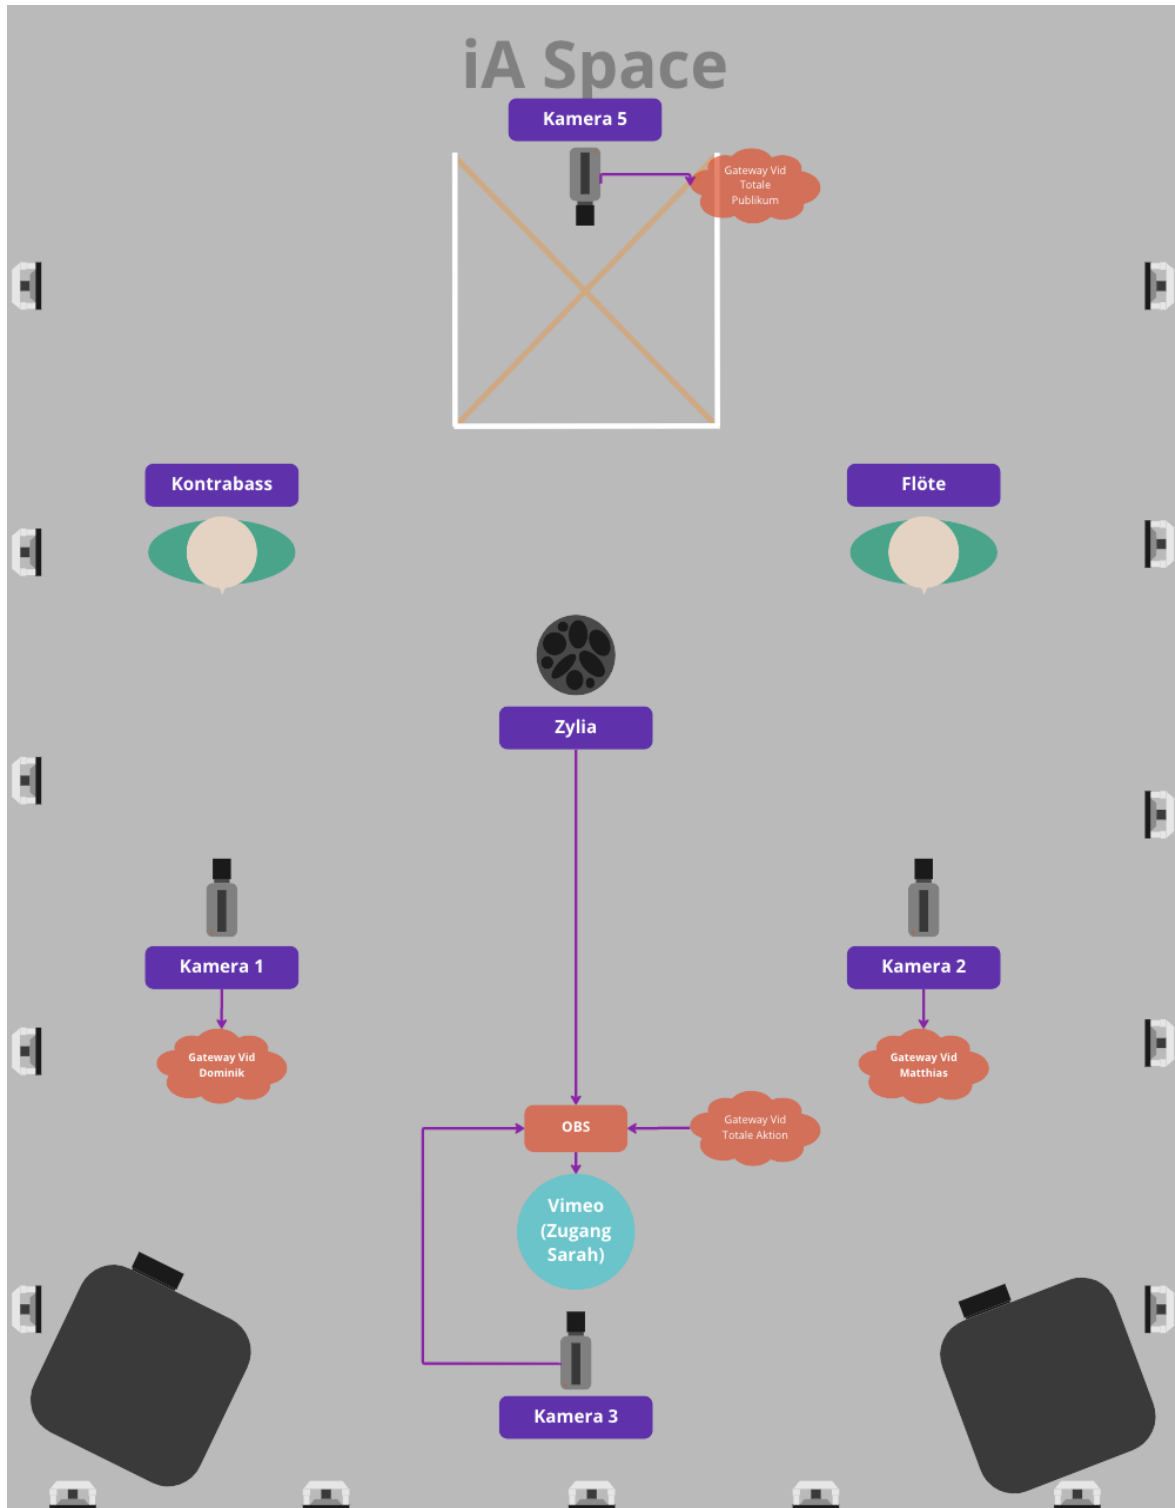 iA Space
Kamera 5
Gateway Vid
Totale
Publikum
Kontrabass
Flöte
Zylia
Kamera 1
Kamera 2
Gateway Vid
Dominik
Gateway Vid
Matthias
OBS
Gateway Vid
Totale Aktion
Vimeo
(Zugang
Sarah)
Kamera 3